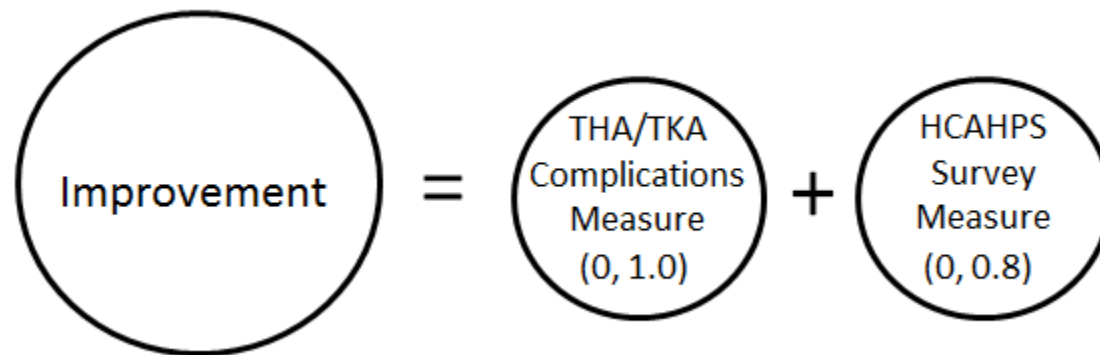 Improvement
=
THA/TKA
Complications
Measure
(0, 1.0)
+
HCAHPS
Survey
Measure
(0, 0.8)